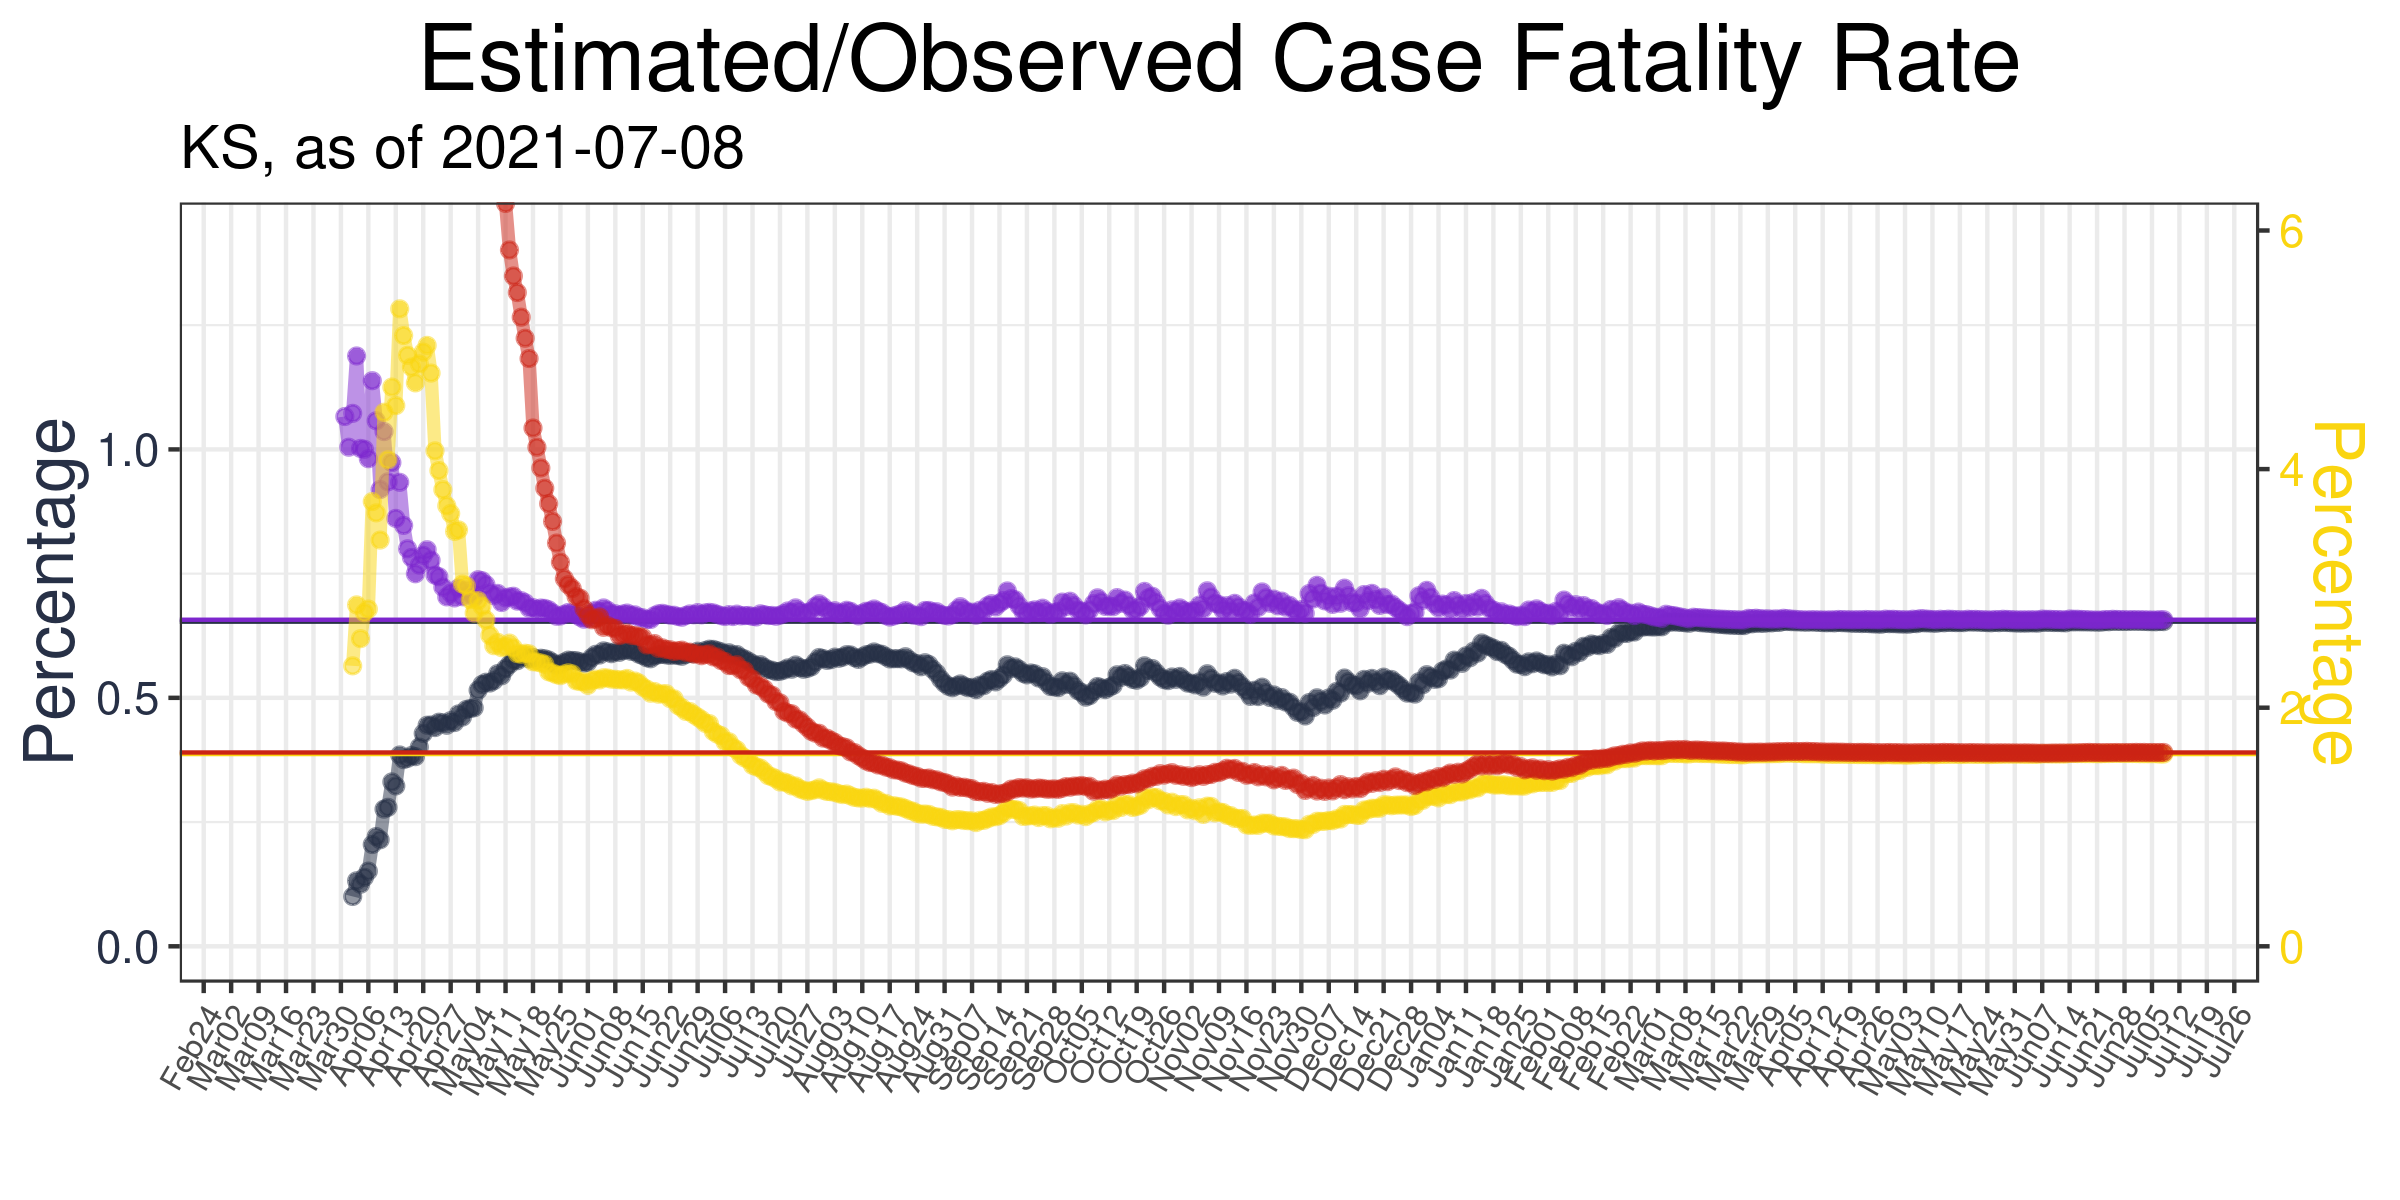 Estimated/Observed Case Fatality Rate
KS, as of 2021-07-08
Percentage
1.0
0.5
0.0
6
4
2
0
Percentage
Feb24 Mar02 Mar09 Mar16 Mar23 Mar30 Apr06 Apr13 Apr20 Apr27 May04 May11 May18 May25 Jun01 Jun08 Jun15 Jun22 Jun29 Jul06 Jul13 Jul20 Jul27 Aug03 Aug10 Aug17 Aug24 Aug31 Sep07 Sep14 Sep21 Sep28 Oct05 Oct12 Oct19 Oct26 Nov02 Nov09 Nov16 Nov23 Nov30 Dec07 Dec14 Dec21 Dec28 Jan04 Jan11 Jan18 Jan25 Feb01 Feb08 Feb15 Feb22 Mar01 Mar08 Mar15 Mar22 Mar29 Apr05 Apr12 Apr19 Apr26 May03 May10 May17 May24 May31 Jun07 Jun14 Jun21 Jun28 Jul05 Jul12 Jul19 Jul26